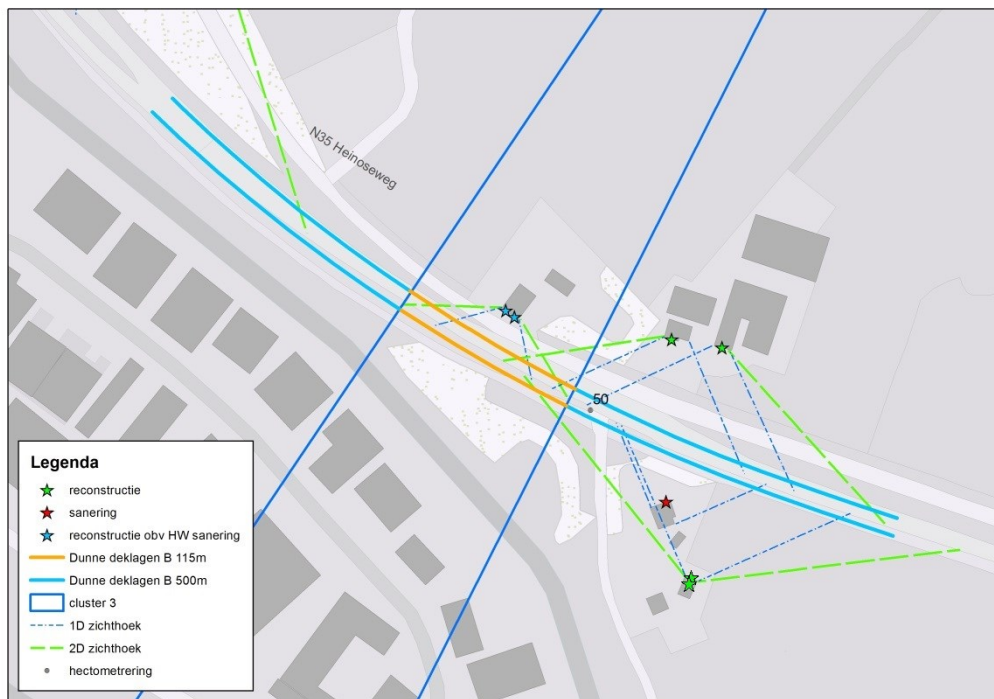 N35 Heinoseweg
50
Legenda
reconstructie
sanering
reconstructie obv HW sanering
Dunne deklagen B 115m
Dunne deklagen B 500m
cluster 3
1D zichthoek
2D zichthoek
hectometrering